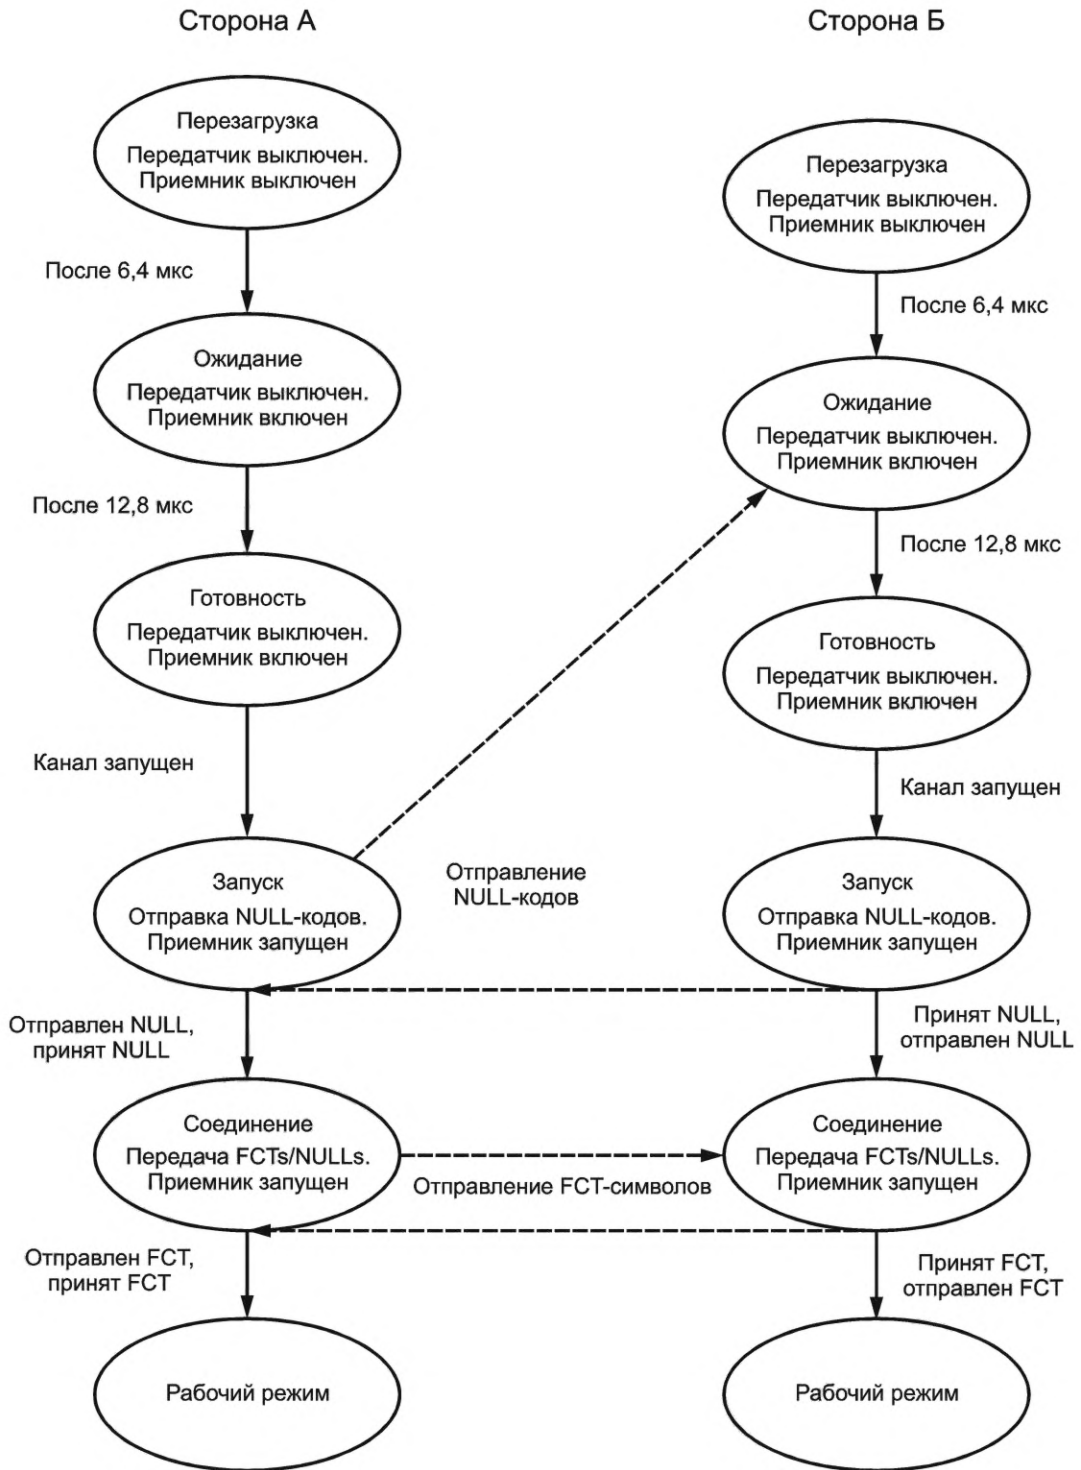 Сторона А
Сторона Б
Перезагрузка
Передатчик выключен.
Приемник выключен
Перезагрузка
Передатчик выключен.
Приемник выключен
После 6,4 мкс
После 6,4 мкс
Ожидание
Передатчик выключен.
Приемник включен
Ожидание
Передатчик выключен.
Приемник включен
После 12,8 мкс
После 12,8 мкс
Готовность
Передатчик выключен.
Приемник включен
Готовность
Передатчик выключен.
Приемник включен
Канал запущен
Канал запущен
Запуск
Отправка NULL-кодов.
Приемник запущен
Отправление
NULL-кодов
Запуск
Отправка NULL-кодов.
Приемник запущен
Отправлен NULL,
принят NULL
Принят NULL,
отправлен NULL
Соединение
Передача FCTs/NULLs.
Приемник запущен
Отправление FCT-символов
Соединение
Передача FCTs/NULLs.
Приемник запущен
Отправлен FCT,
принят FCT
Принят FCT,
отправлен FCT
Рабочий режим
Рабочий режим